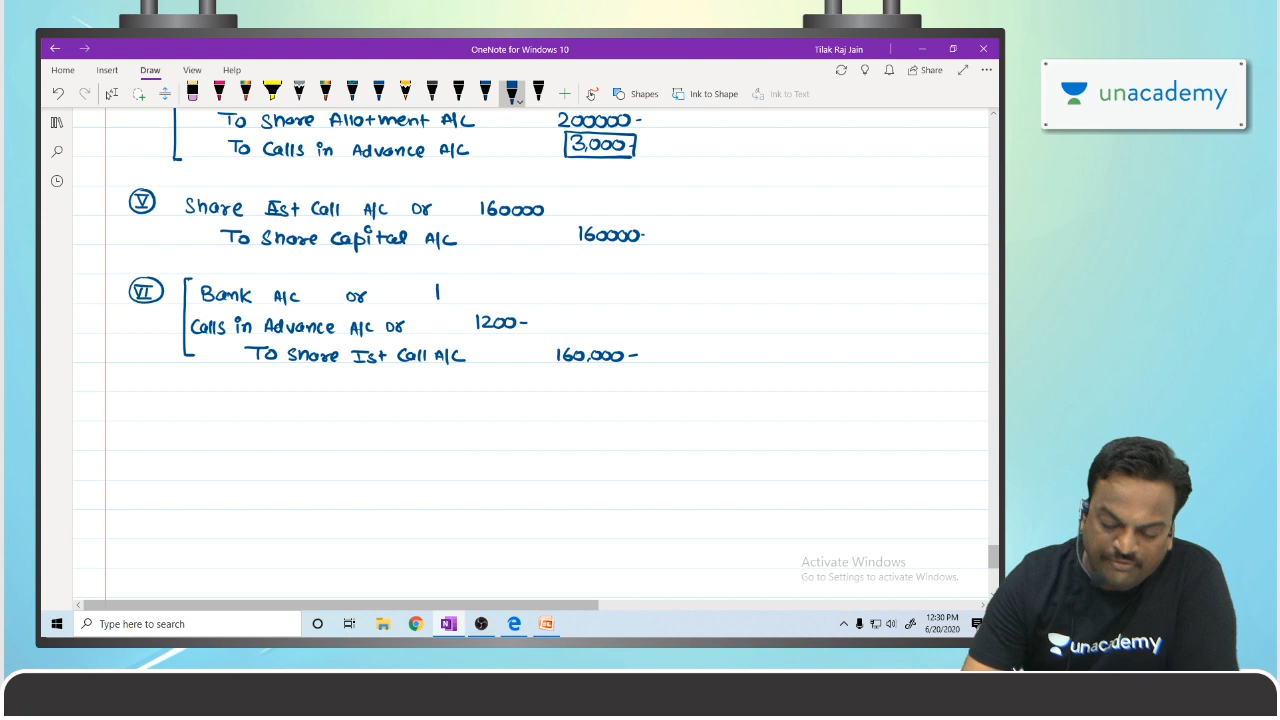 OneNote for Windows 10
Tilak Raj Jain
Home Insert Draw View Help
Share
Shapes
Ink to Shape
Ink to Text
unacademy
To Share Allotment A/C 200000-
To Calls in Advance A/C 3,000-
V Share Ist Call A/C Dr 160000
To Share Capital A/C 160000-
VI Bank A/C Dr 1
Calls in Advance A/C Dr 1200-
To Share Ist Call A/C 160,000-
Activate Windows
Go to Settings to activate Windows.
unacademy
Type here to search
12:30 PM
6/20/2020